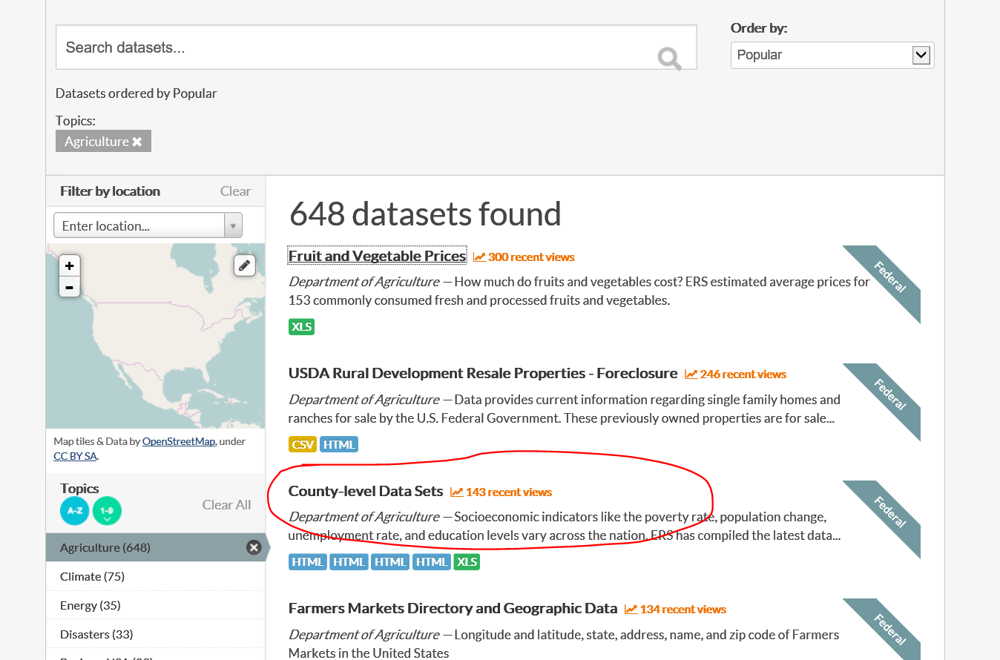 Search datasets...
Order by:
Popular
Datasets ordered by Popular
Topics:
Agriculture ✖
Filter by location
Clear
Enter location...
+
-
Map tiles & Data by OpenStreetMap, under
CC BY SA.
Topics
A-Z
1-9
Clear All
Agriculture (648)
Climate (75)
Energy (35)
Disasters (33)
648 datasets found
Fruit and Vegetable Prices 300 recent views
Federal
Department of Agriculture — How much do fruits and vegetables cost? ERS estimated average prices for
153 commonly consumed fresh and processed fruits and vegetables.
XLS
USDA Rural Development Resale Properties - Foreclosure 246 recent views
Federal
Department of Agriculture — Data provides current information regarding single family homes and
ranches for sale by the U.S. Federal Government. These previously owned properties are for sale...
CSV HTML
County-level Data Sets 143 recent views
Federal
Department of Agriculture — Socioeconomic indicators like the poverty rate, population change,
unemployment rate, and education levels vary across the nation. ERS has compiled the latest data...
HTML HTML HTML HTML XLS
Farmers Markets Directory and Geographic Data 134 recent views
Federal
Department of Agriculture — Longitude and latitude, state, address, name, and zip code of Farmers
Markets in the United States